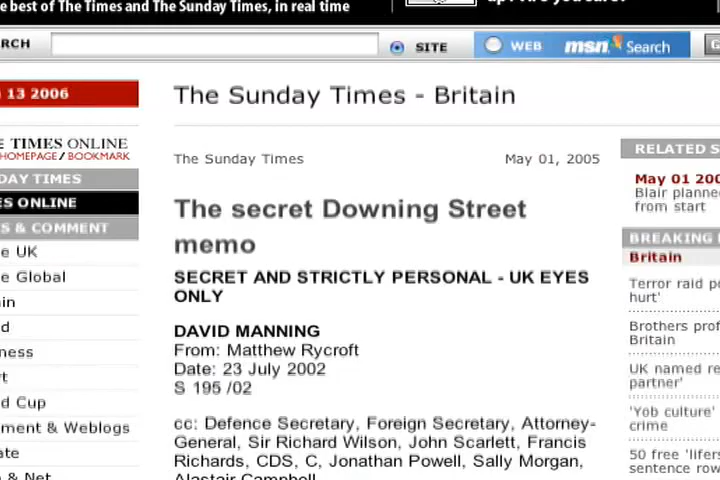 e best of The Times and The Sunday Times, in real time
RCH
SITE
WEB
msn Search
13 2006
The Sunday Times - Britain
E TIMES ONLINE
HOMEPAGE / BOOKMARK
The Sunday Times
May 01, 2005
RELATED S
DAY TIMES
May 01 200
Blair planne
from start
ES ONLINE
The secret Downing Street
memo
S & COMMENT
BREAKING
Britain
e UK
SECRET AND STRICTLY PERSONAL - UK EYES
ONLY
e Global
Terror raid po
hurt'
in
d
DAVID MANNING
From: Matthew Rycroft
Date: 23 July 2002
S 195 /02
Brothers prof
Britain
ness
rt
UK named re
partner'
d Cup
cc: Defence Secretary, Foreign Secretary, Attorney-
General, Sir Richard Wilson, John Scarlett, Francis
Richards, CDS, C, Jonathan Powell, Sally Morgan,
Alastair Campbell
'Yob culture'
crime
ment & Weblogs
ate
50 free 'lifers
sentence row
& Net